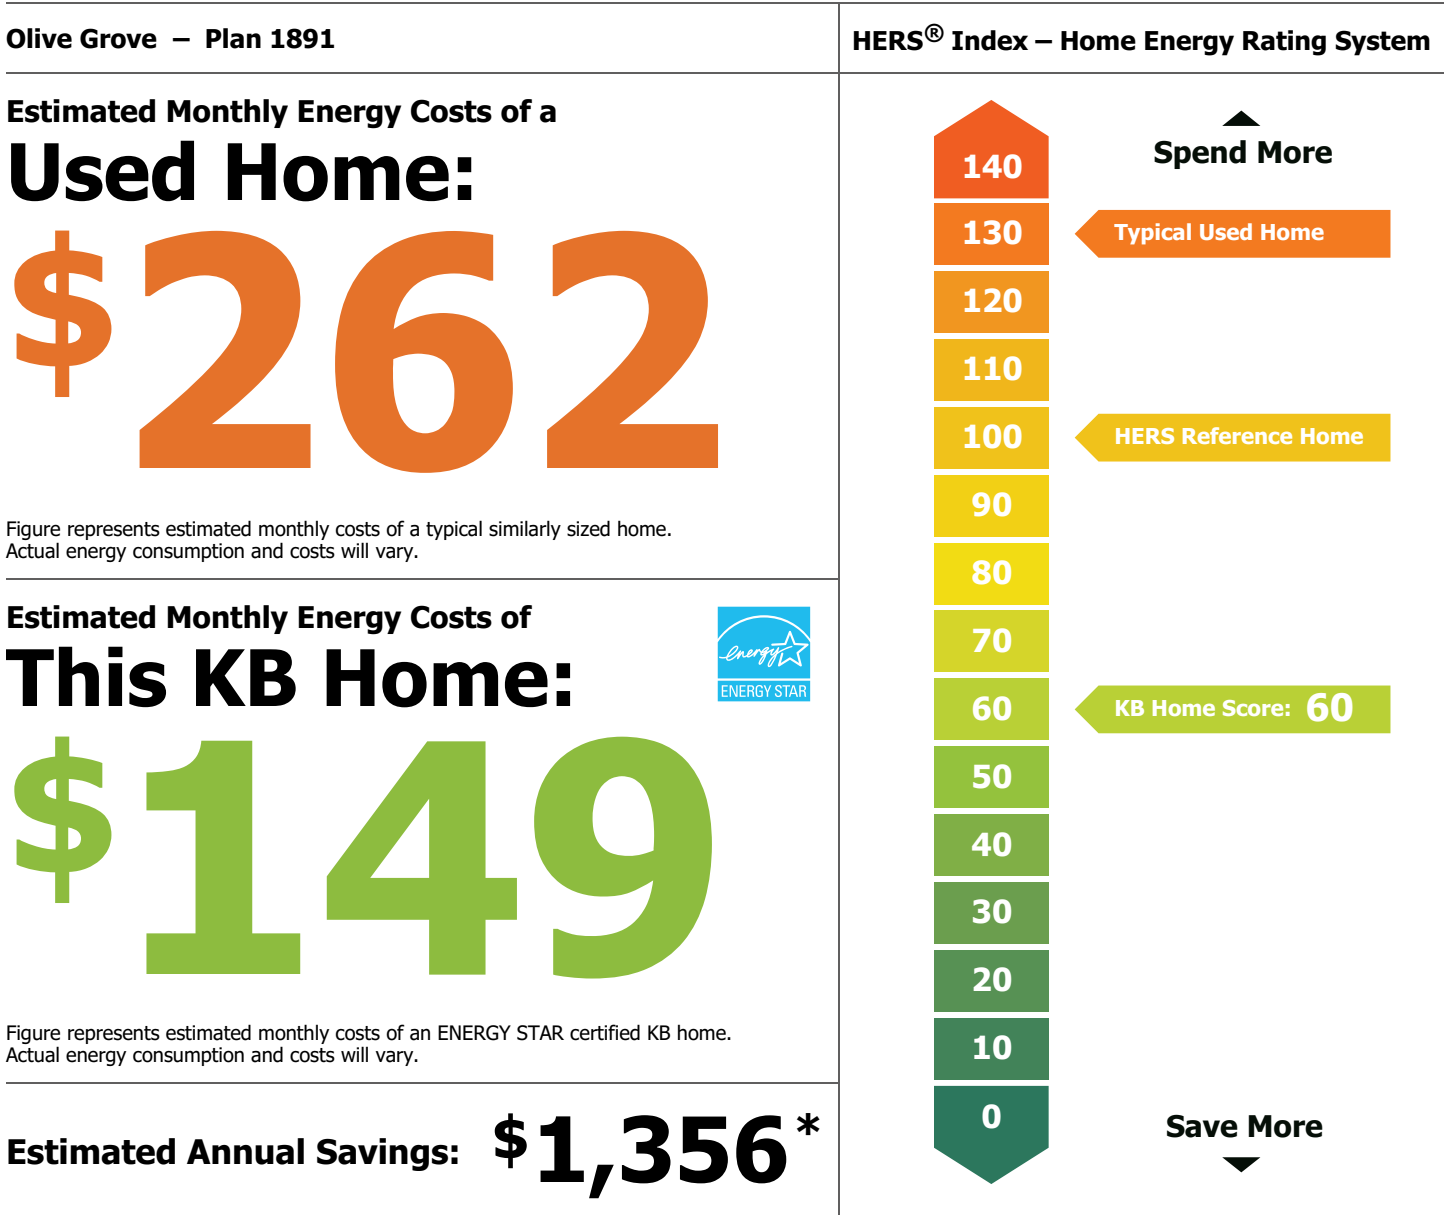 Olive Grove – Plan 1891
Estimated Monthly Energy Costs of a
Used Home:
$262
Figure represents estimated monthly costs of a typical similarly sized home.
Actual energy consumption and costs will vary.
Estimated Monthly Energy Costs of
This KB Home:
energy
ENERGY STAR
$149
Figure represents estimated monthly costs of an ENERGY STAR certified KB home.
Actual energy consumption and costs will vary.
Estimated Annual Savings: $1,356*
HERS® Index – Home Energy Rating System
Spend More
140
130 Typical Used Home
120
110
100 HERS Reference Home
90
80
70
60 KB Home Score: 60
50
40
30
20
10
0
Save More